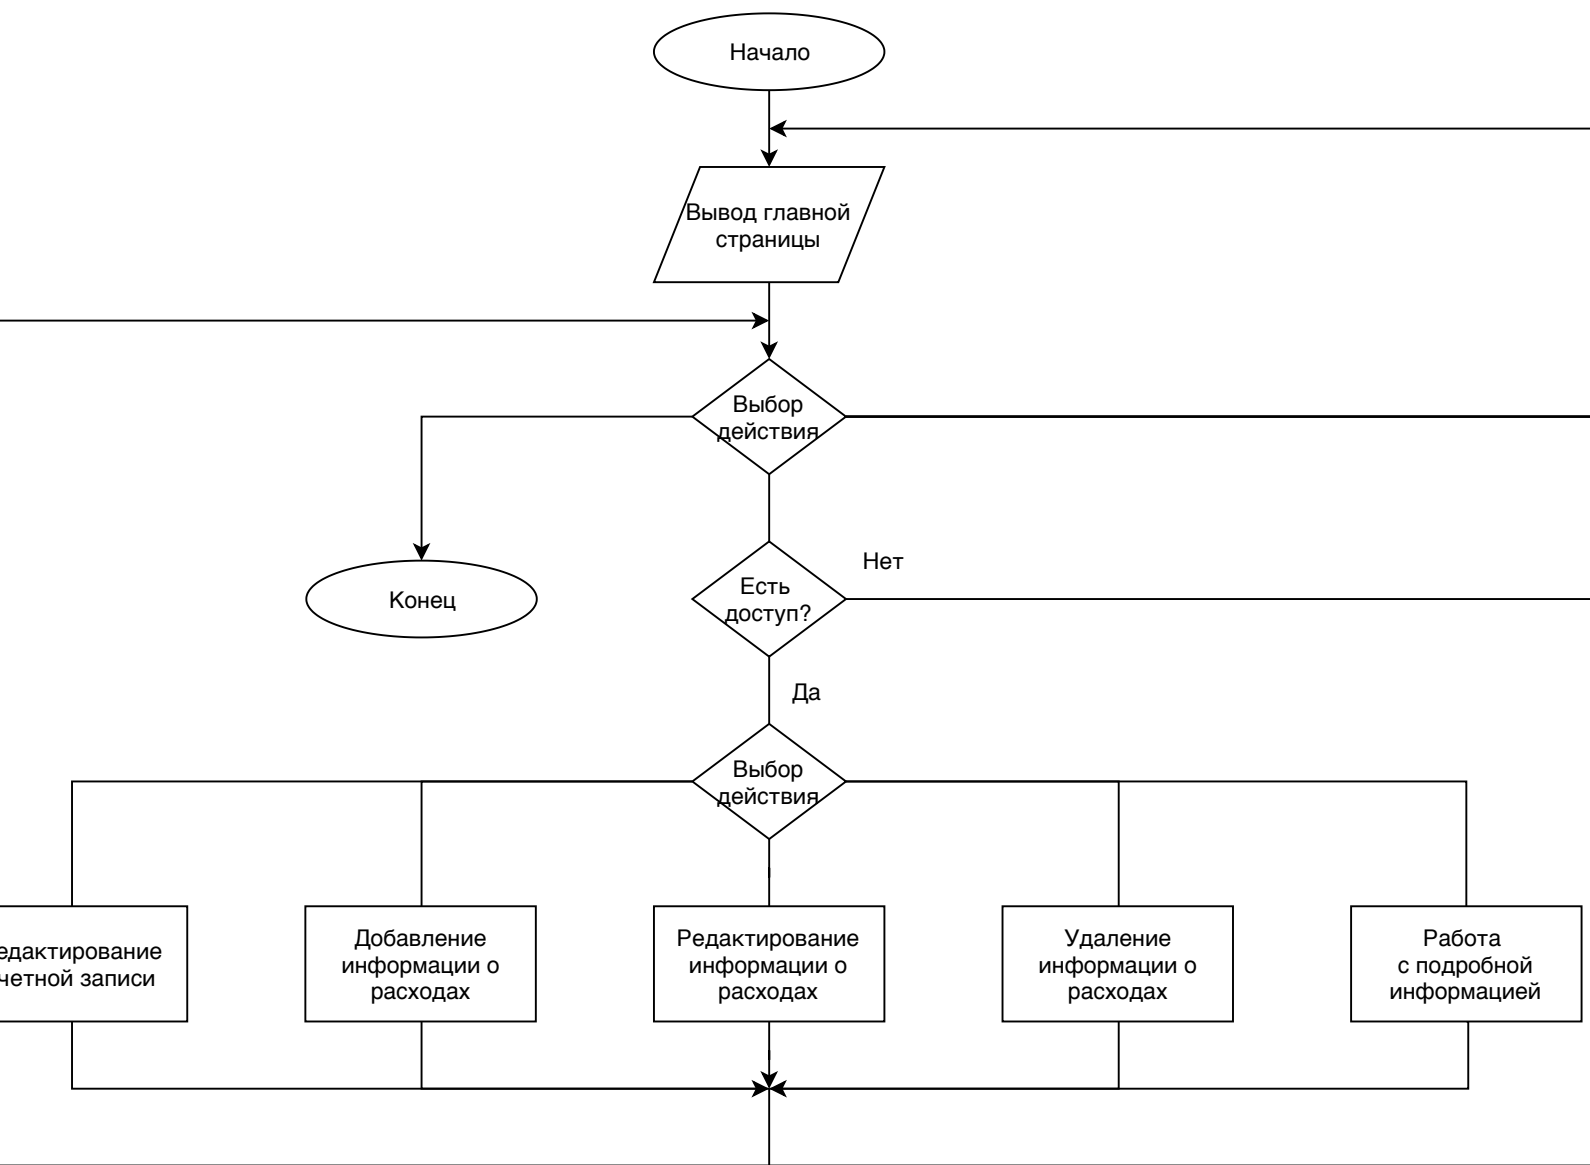 Начало
Вывод главной
страницы
Выбор
действия
Конец
Есть
доступ?
Нет
Да
Выбор
действия
едактирование
четной записи
Добавление
информации о
расходах
Редактирование
информации о
расходах
Удаление
информации о
расходах
Работа
с подробной
информацией